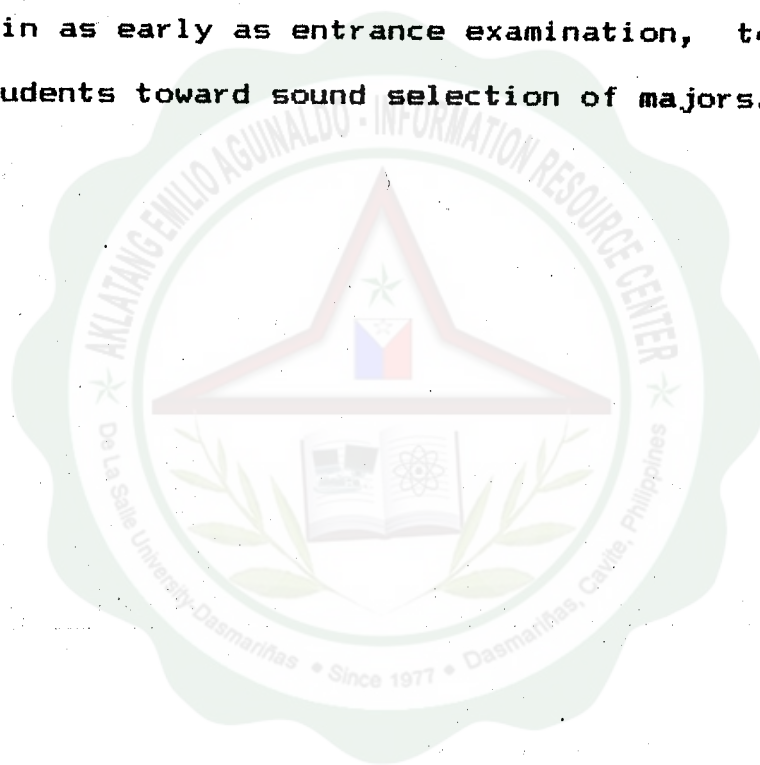 in as early as entrance examination,
udents toward sound selection of majors.
AKLATANG EMILIO AGUINALDO - INFORMATION RESOURCE CENTER
De La Salle University-Dasmariñas • Since 1977 • Dasmariñas, Cavite, Philippines